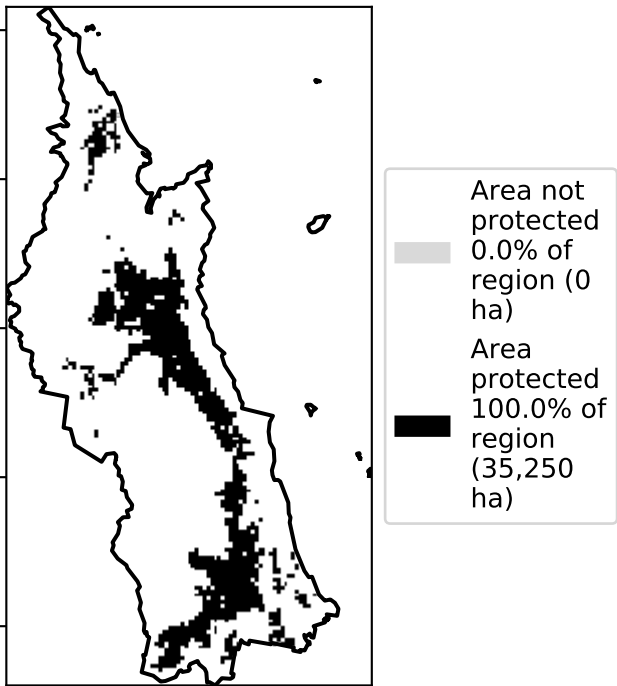 Area not
protected
0.0% of
region (0
ha)
Area
protected
100.0% of
region
(35,250
ha)